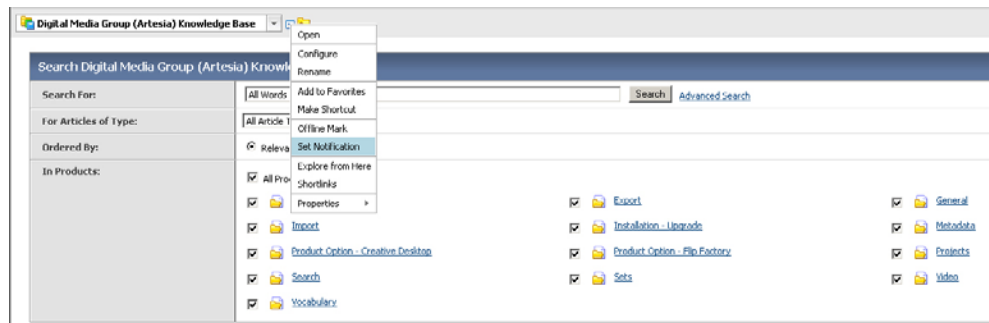 Digital Media Group (Artesia) Knowledge Base
Open
Configure
Rename
Add to Favorites
Make Shortcut
Offline Mark
Set Notification
Explore from Here
Shortlinks
Properties
Search Digital Media Group (Artesia) Knowl
Search For: All Words Search Advanced Search
For Articles of Type: All Article T
Ordered By: Releva
In Products: All Pro
Export General
Import Installation - Upgrade Metadata
Product Option - Creative Desktop Product Option - Flip Factory Projects
Search Sets Video
Vocabulary